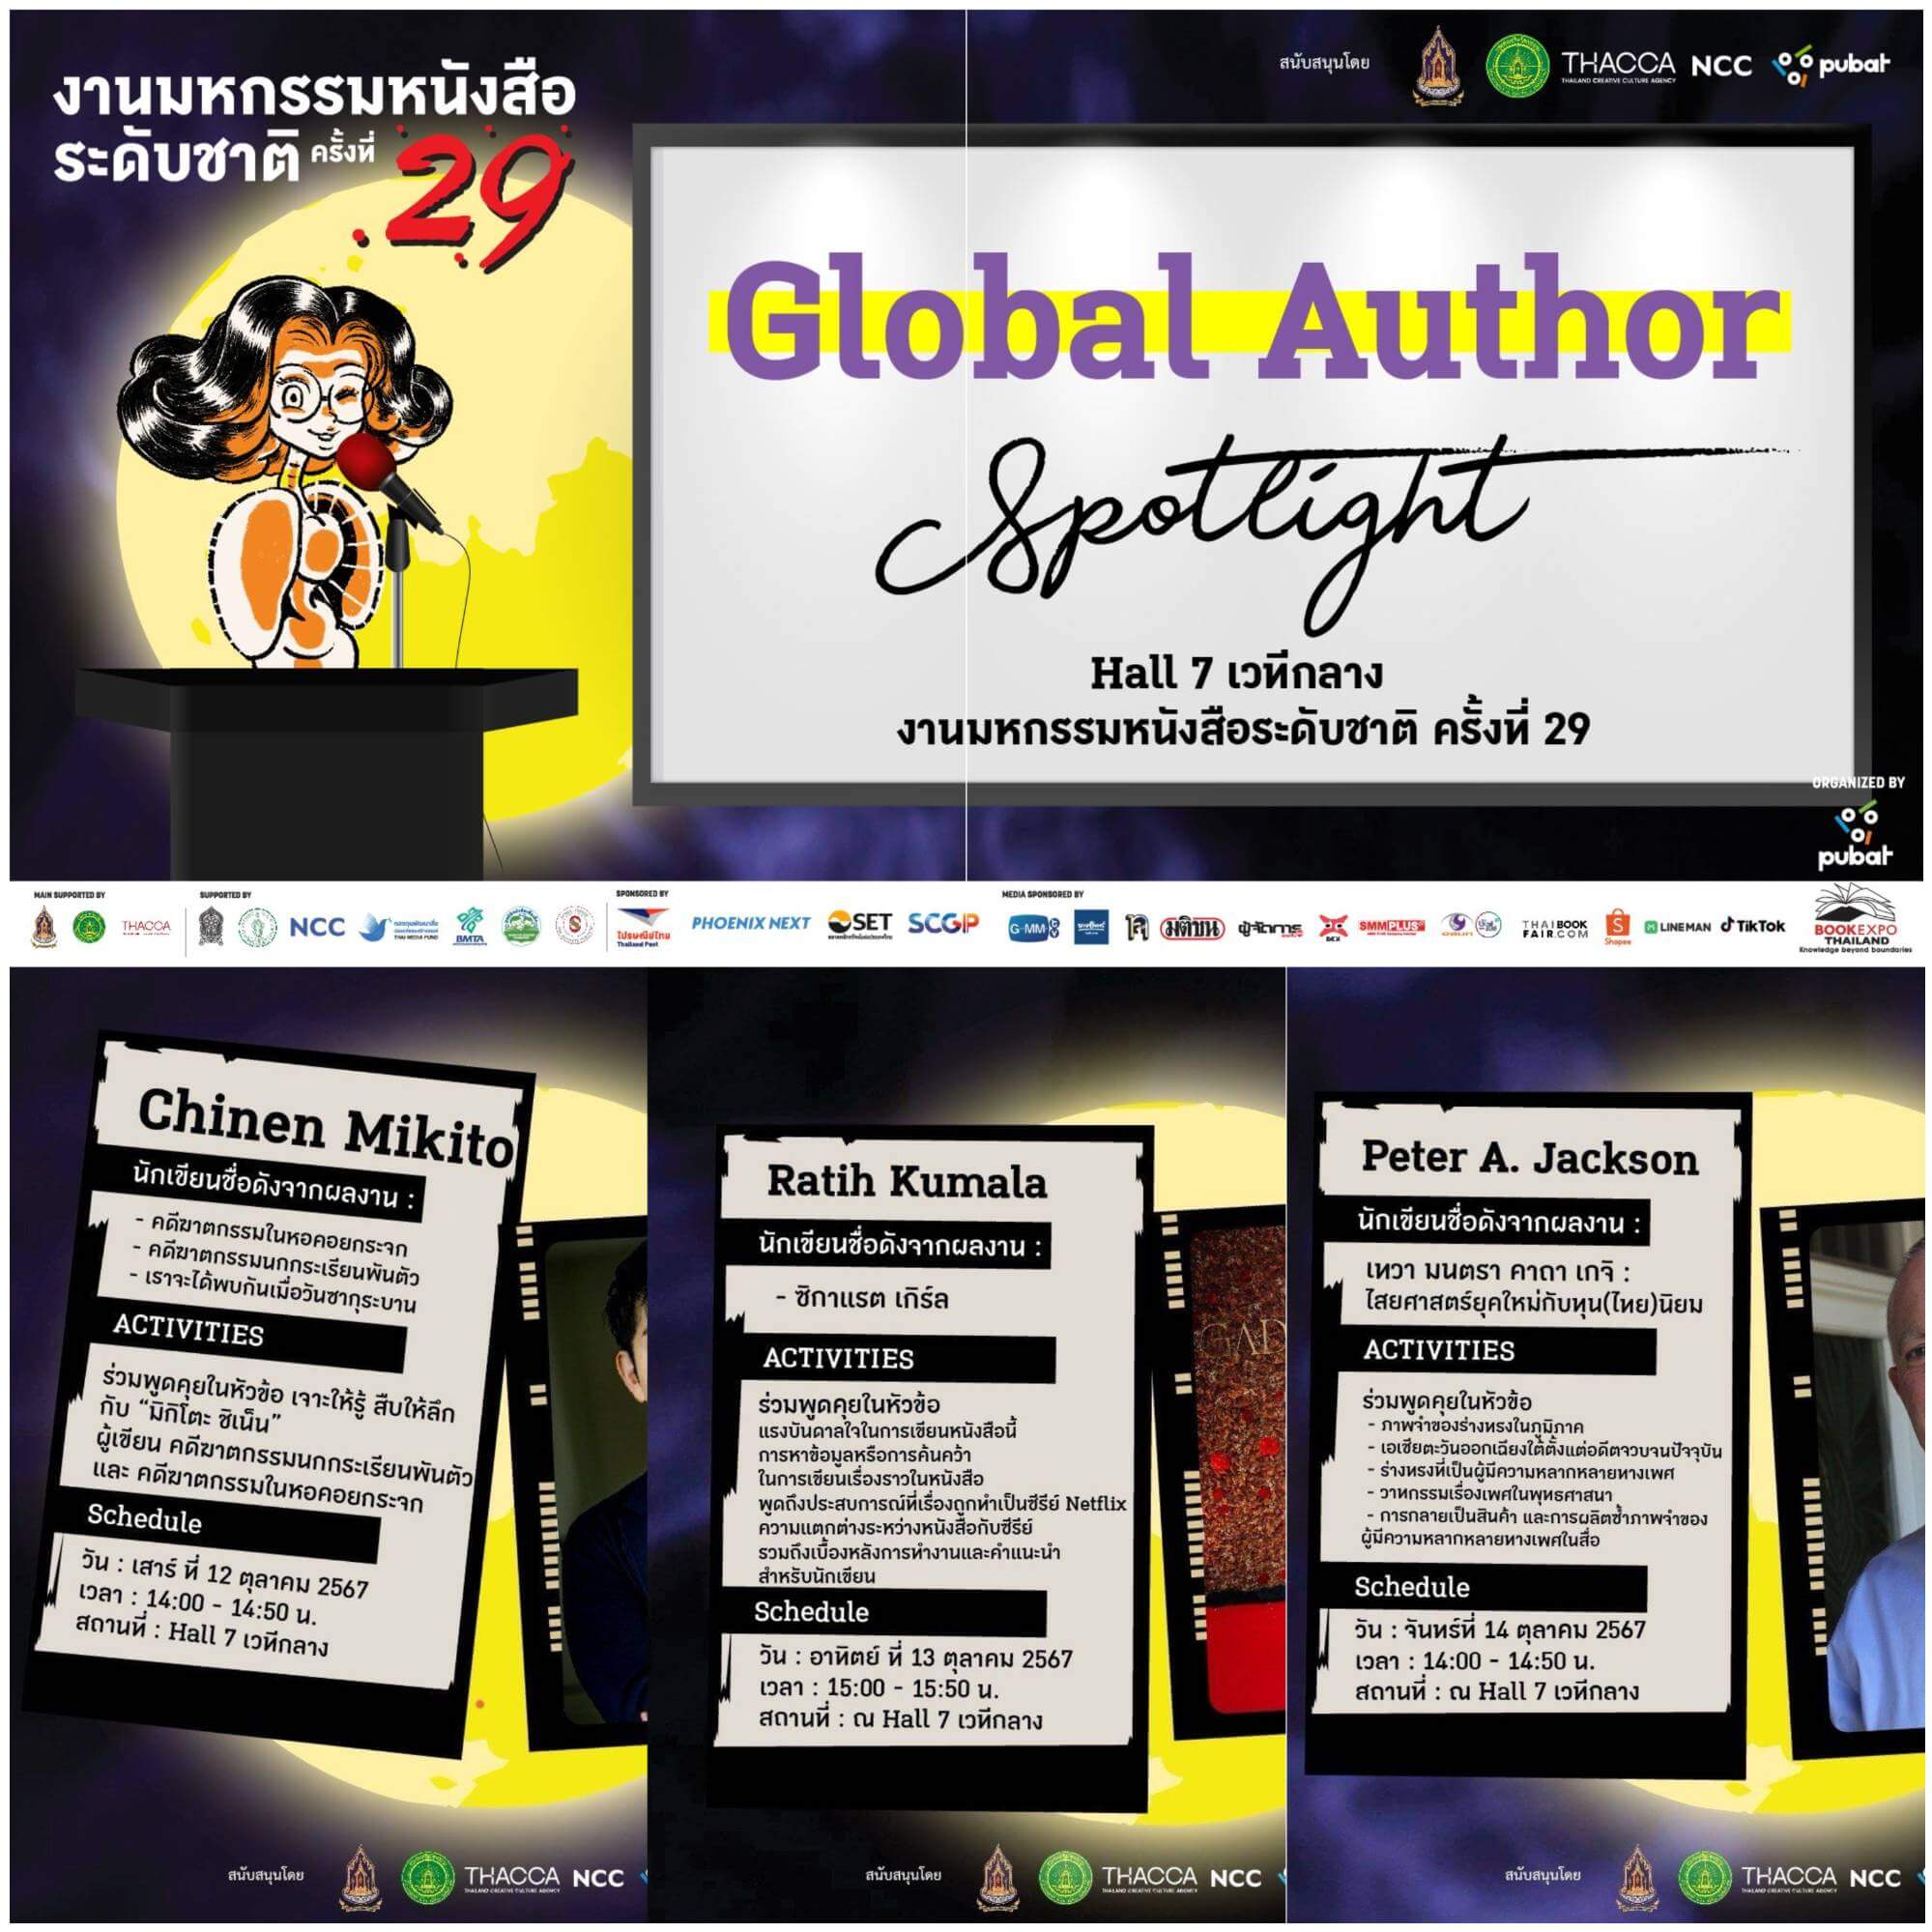 งานมหกรรมหนังสือ
ระดับชาติ ครั้งที่ 29
สนับสนุนโดย
THACCA
THAILAND CREATIVE CULTURE AGENCY
NCC
pubat
Global Author
Spotlight
Hall 7 เวทีกลาง
งานมหกรรมหนังสือระดับชาติ ครั้งที่ 29
ORGANIZED BY
pubat
MAIN SUPPORTED BY
THACCA
SUPPORTED BY
NCC
THAI MEDIA FUND
BMTA
SPONSORED BY
ไปรษณีย์ไทย
Thailand Post
PHOENIX NEXT
SET
SCGP
MEDIA SPONSORED BY
G-MM
มติชน
ผู้จัดการ
DEX
SMMPLUS
THAIBOOK
FAIR.COM
Shopee
LINEMAN
TikTok
BOOKEXPO
THAILAND
Knowledge beyond boundaries
Chinen Mikito
นักเขียนชื่อดังจากผลงาน :
- คดีฆาตกรรมในหอคอยกระจก
- คดีฆาตกรรมนกกระเรียนพันตัว
- เราจะได้พบกันเมื่อวันซากุระบาน
ACTIVITIES
ร่วมพูดคุยในหัวข้อ เจาะให้รู้ สืบให้ลึก
กับ “มิกิโตะ ชิเน็น”
ผู้เขียน คดีฆาตกรรมนกกระเรียนพันตัว
และ คดีฆาตกรรมในหอคอยกระจก
Schedule
วัน : เสาร์ ที่ 12 ตุลาคม 2567
เวลา : 14:00 - 14:50 น.
สถานที่ : Hall 7 เวทีกลาง
สนับสนุนโดย
THACCA
THAILAND CREATIVE CULTURE AGENCY
NCC
Ratih Kumala
นักเขียนชื่อดังจากผลงาน :
- ซิกาแรต เกิร์ล
ACTIVITIES
ร่วมพูดคุยในหัวข้อ
แรงบันดาลใจในการเขียนหนังสือนี้
การหาข้อมูลหรือการค้นคว้า
ในการเขียนเรื่องราวในหนังสือ
พูดถึงประสบการณ์ที่เรื่องถูกทำเป็นซีรีย์ Netflix
ความแตกต่างระหว่างหนังสือกับซีรีย์
รวมถึงเบื้องหลังการทำงานและคำแนะนำ
สำหรับนักเขียน
Schedule
วัน : อาทิตย์ ที่ 13 ตุลาคม 2567
เวลา : 15:00 - 15:50 น.
สถานที่ : ณ Hall 7 เวทีกลาง
GAD
สนับสนุนโดย
THACCA
THAILAND CREATIVE CULTURE AGENCY
NCC
Peter A. Jackson
นักเขียนชื่อดังจากผลงาน :
เทวา มนตรา คาถา เกจิ :
ไสยศาสตร์ยุคใหม่กับทุน(ไทย)นิยม
ACTIVITIES
ร่วมพูดคุยในหัวข้อ
- ภาพจำของร่างทรงในภูมิภาค
- เอเชียตะวันออกเฉียงใต้ตั้งแต่อดีตจวบจนปัจจุบัน
- ร่างทรงที่เป็นผู้มีความหลากหลายทางเพศ
- วาทกรรมเรื่องเพศในพุทธศาสนา
- การกลายเป็นสินค้า และการผลิตซ้ำภาพจำของ
ผู้มีความหลากหลายทางเพศในสื่อ
Schedule
วัน : จันทร์ที่ 14 ตุลาคม 2567
เวลา : 14:00 - 14:50 น.
สถานที่ : ณ Hall 7 เวทีกลาง
สนับสนุนโดย
THACCA
THAILAND CREATIVE CULTURE AGENCY
NCC